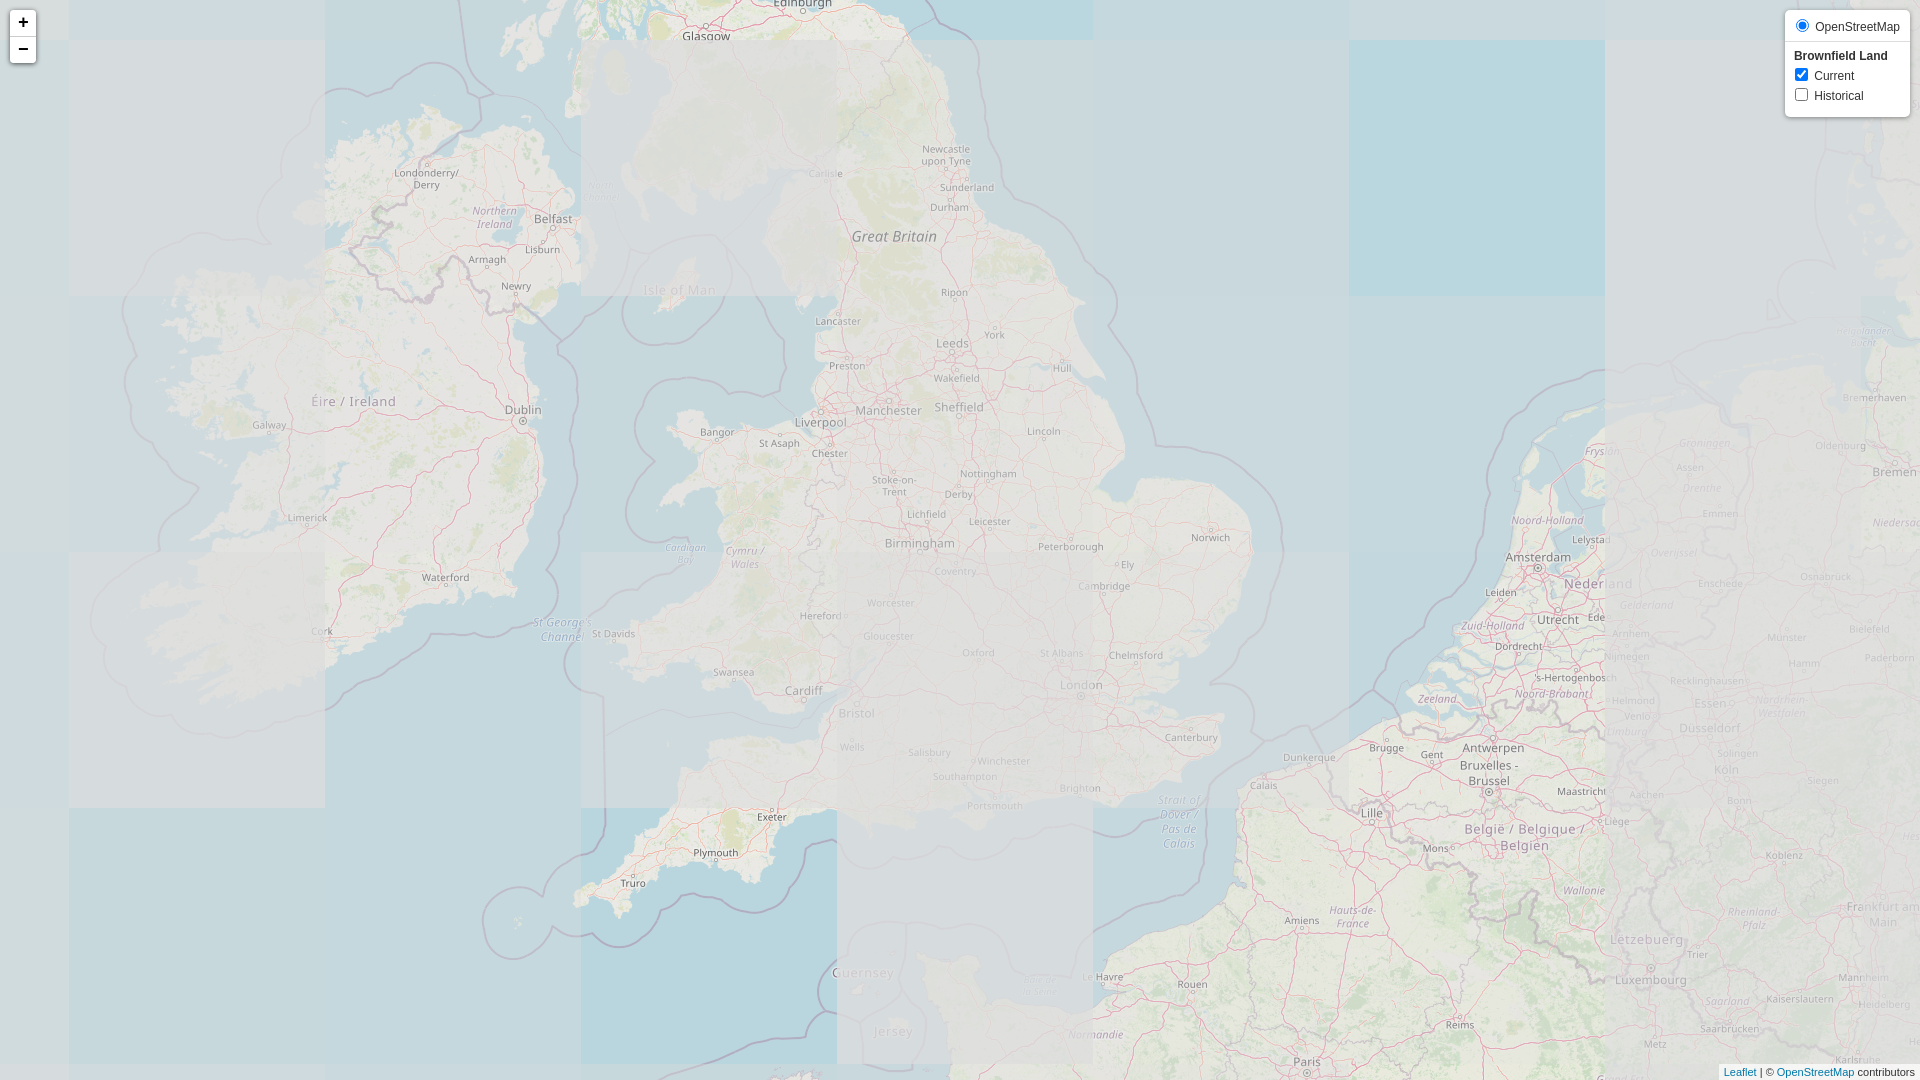 +
−
OpenStreetMap
Brownfield Land
Current
Historical
Edinburgh
Glasgow
Newcastle
upon Tyne
Carlisle
Sunderland
Durham
Londonderry/
Derry
Northern
Ireland
Belfast
Lisburn
Armagh
Newry
Great Britain
Isle of Man
Ripon
Lancaster
York
Leeds
Preston
Hull
Wakefield
Manchester
Sheffield
Liverpool
Éire / Ireland
Dublin
Galway
Bangor
St Asaph
Chester
Lincoln
Nottingham
Stoke-on-
Trent
Derby
Lichfield
Leicester
Limerick
Birmingham
Peterborough
Norwich
Cardigan
Bay
Cymru /
Wales
Coventry
Ely
Cambridge
Waterford
Worcester
Hereford
Cork
St George's
Channel
St Davids
Gloucester
Oxford
St Albans
Chelmsford
Swansea
Cardiff
London
Bristol
Wells
Canterbury
Salisbury
Winchester
Southampton
Brighton
Portsmouth
Strait of
Dover /
Pas de
Calais
Exeter
Plymouth
Truro
Guernsey
Jersey
Dunkerque
Calais
Brugge
Gent
Antwerpen
Bruxelles -
Brussel
Maastricht
Lille
België / Belgique /
Belgien
Mons
Liège
Wallonie
Amiens
Hauts-de-
France
Le Havre
Rouen
Normandie
Reims
Paris
Noord-Holland
Amsterdam
Lelystad
Nederland
Leiden
Utrecht
Ede
Zuid-Holland
Dordrecht
's-Hertogenbosch
Noord-Brabant
Zeeland
Fryslân
Groningen
Assen
Drenthe
Emmen
Overijssel
Enschede
Gelderland
Arnhem
Nijmegen
Helmond
Venlo
Limburg
Bremerhaven
Oldenburg
Bremen
Niedersac
Osnabrück
Münster
Bielefeld
Hamm
Paderborn
Recklinghausen
Essen
Nordrhein-
Westfalen
Düsseldorf
Solingen
Köln
Siegen
Aachen
Bonn
Koblenz
Rheinland-
Pfalz
Frankfurt am
Main
Lëtzebuerg
Trier
Luxembourg
Mannheim
Saarland
Kaiserslautern
Heidelberg
Saarbrücken
Metz
Karlsruhe
Leaflet | © OpenStreetMap contributors